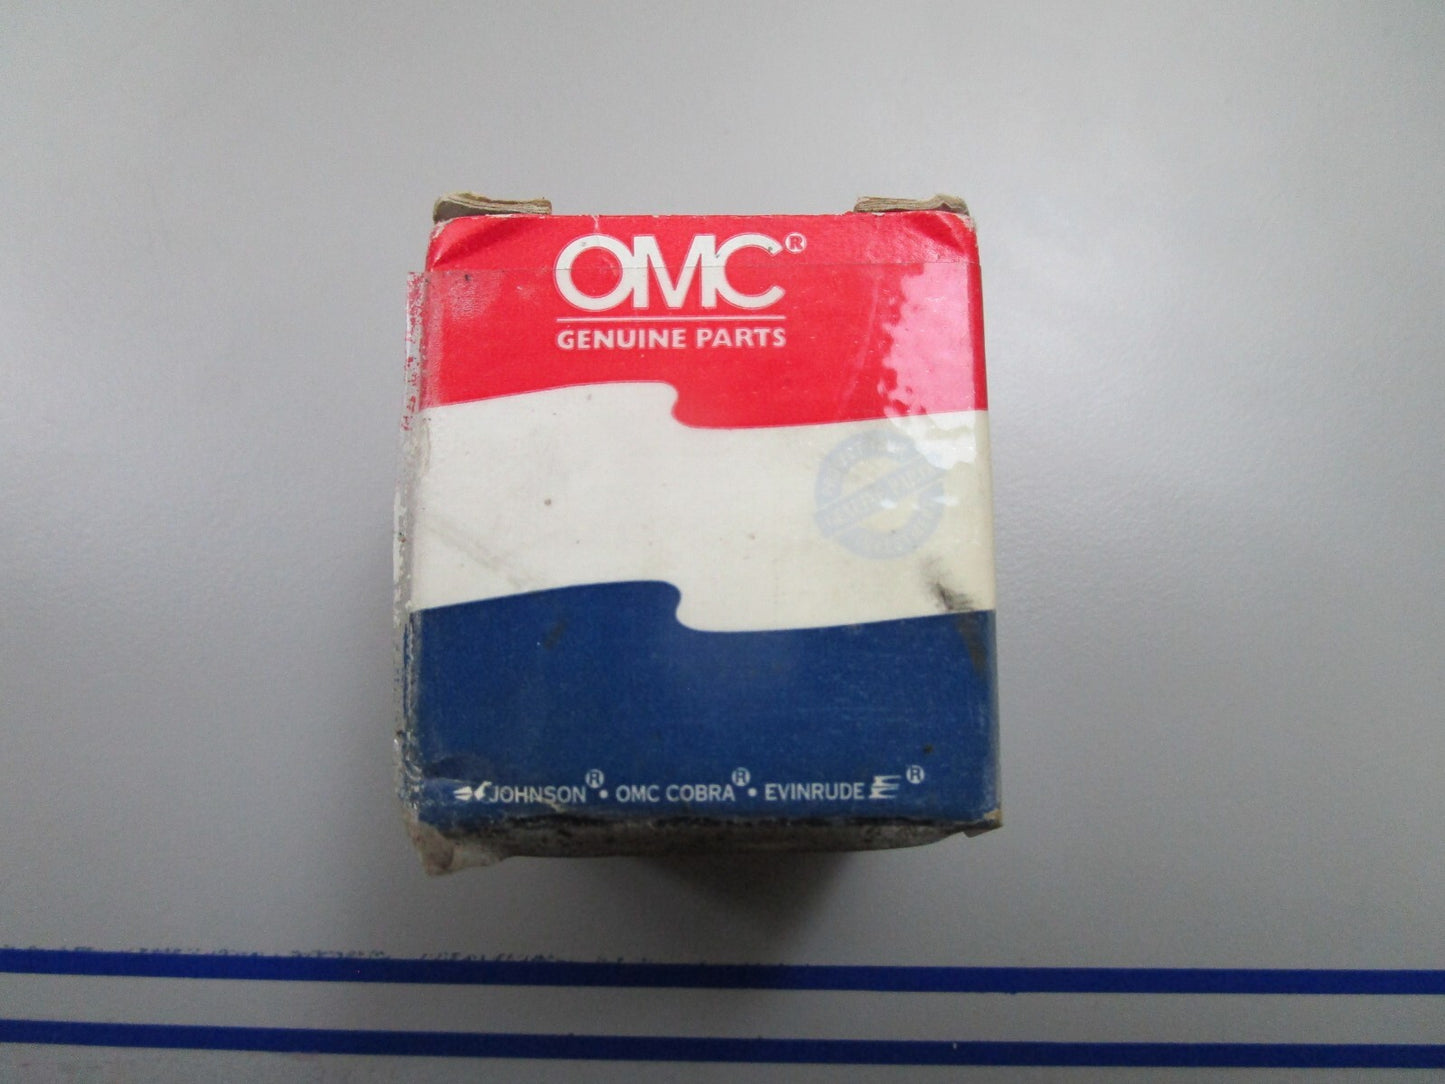 OMC®
GENUINE PARTS
JOHNSON® • OMC COBRA® • EVINRUDE ®